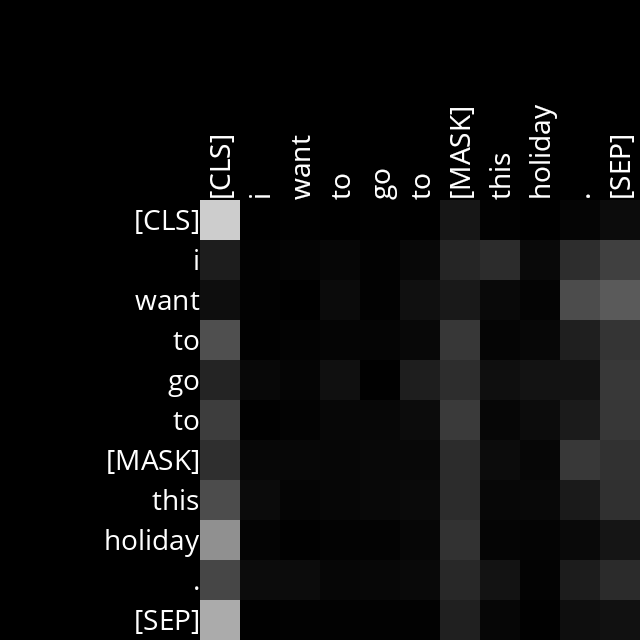 [CLS] i want to go to [MASK] this holiday . [SEP]
[CLS]
i
want
to
go
to
[MASK]
this
holiday
.
[SEP]